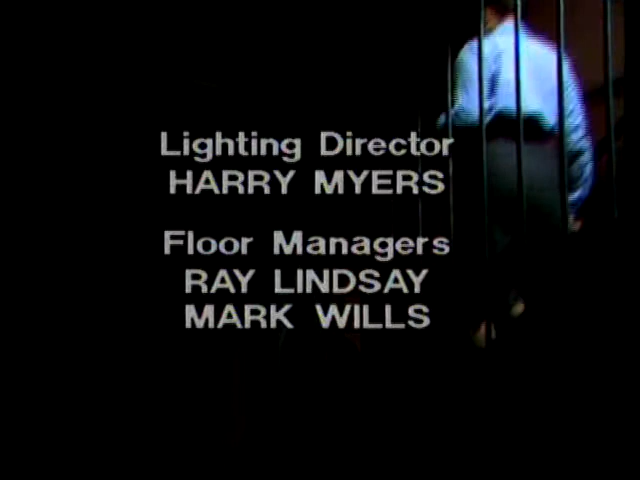 Lighting Director
HARRY MYERS
Floor Managers
RAY LINDSAY
MARK WILLS